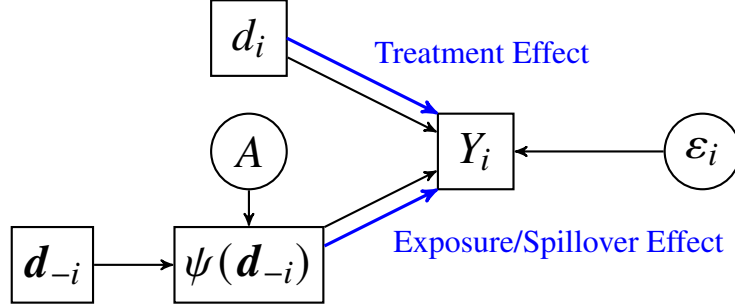 d_i
Treatment Effect
A
Y_i
ε_i
Exposure/Spillover Effect
d_{-i}
ψ(d_{-i})